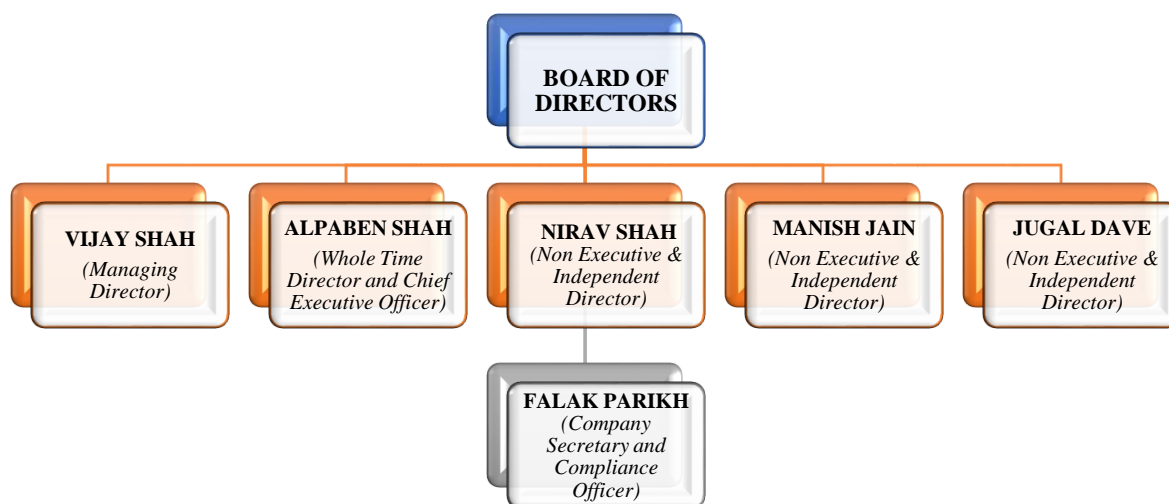 BOARD OF
DIRECTORS
VIJAY SHAH
(Managing
Director)
ALPABEN SHAH
(Whole Time
Director and Chief
Executive Officer)
NIRAV SHAH
(Non Executive &
Independent
Director)
MANISH JAIN
(Non Executive &
Independent
Director)
JUGAL DAVE
(Non Executive &
Independent
Director)
FALAK PARIKH
(Company
Secretary and
Compliance
Officer)